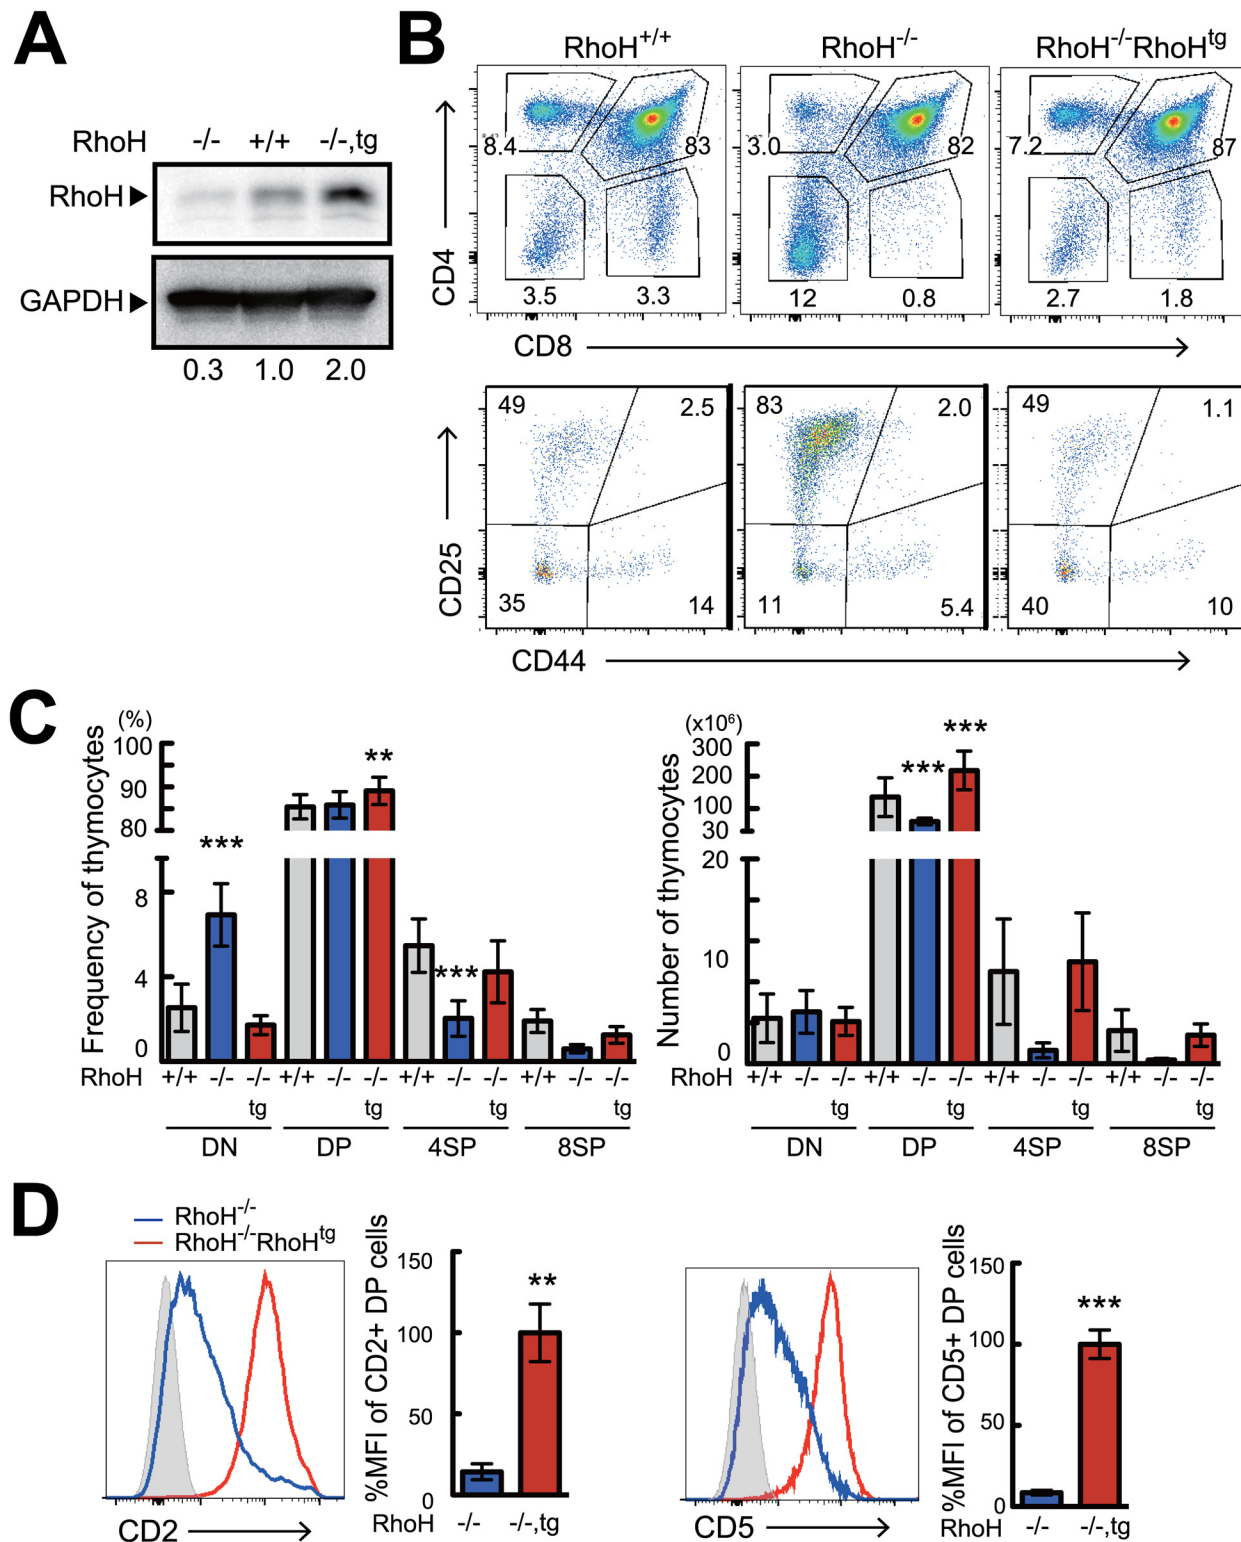 A
RhoH -/- +/+ -/-,tg
RhoH
GAPDH
0.3 1.0 2.0
B
RhoH+/+ RhoH-/- RhoH-/-RhoHtg
8.4 83 3.0 82 7.2 87
CD4
3.5 3.3 12 0.8 2.7 1.8
CD8
49 2.5 83 2.0 49 1.1
CD25
35 14 11 5.4 40 10
CD44
C
Frequency of thymocytes
(%)
100
90
80
8
4
0
***
**
***
RhoH +/+ -/- -/- +/+ -/- -/- +/+ -/- -/- +/+ -/- -/-
tg tg tg tg
DN DP 4SP 8SP
Number of thymocytes
(x10⁶)
300
200
100
30
20
10
0
***
***
RhoH +/+ -/- -/- +/+ -/- -/- +/+ -/- -/- +/+ -/- -/-
tg tg tg tg
DN DP 4SP 8SP
D
RhoH-/-
RhoH-/-RhoHtg
CD2
%MFI of CD2+ DP cells
150
100
50
0
**
RhoH -/- -/-,tg
CD5
%MFI of CD5+ DP cells
150
100
50
0
***
RhoH -/- -/-,tg